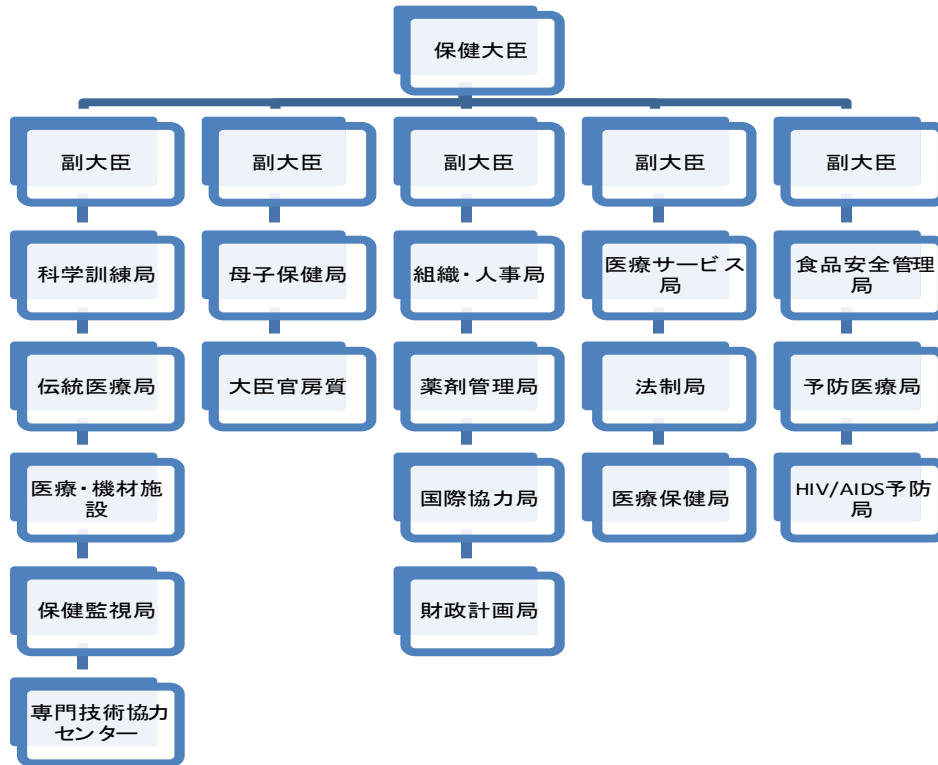 保健大臣
副大臣
副大臣
副大臣
副大臣
副大臣
科学訓練局
母子保健局
組織・人事局
医療サービス
局
食品安全管理
局
伝統医療局
大臣官房質
薬剤管理局
法制局
予防医療局
医療・機材施
設
国際協力局
医療保健局
HIV/AIDS予防
局
保健監視局
財政計画局
専門技術協力
センター